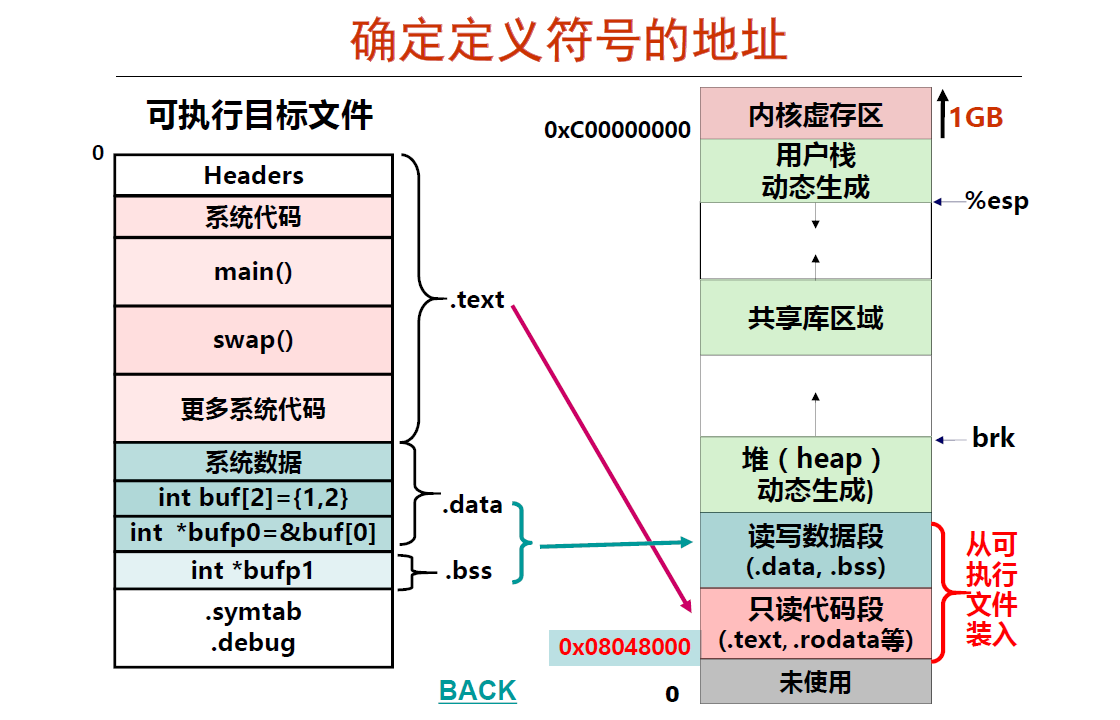 确定定义符号的地址
可执行目标文件
0
Headers
系统代码
main()
swap()
更多系统代码
系统数据
int buf[2]={1,2}
int *bufp0=&buf[0]
int *bufp1
.symtab
.debug
.text
.data
.bss
BACK
0xC00000000
内核虚存区
1GB
用户栈
动态生成
%esp
共享库区域
brk
堆（heap）
动态生成)
读写数据段
(.data, .bss)
只读代码段
(.text, .rodata等)
从可
执行
文件
装入
0x08048000
未使用
0